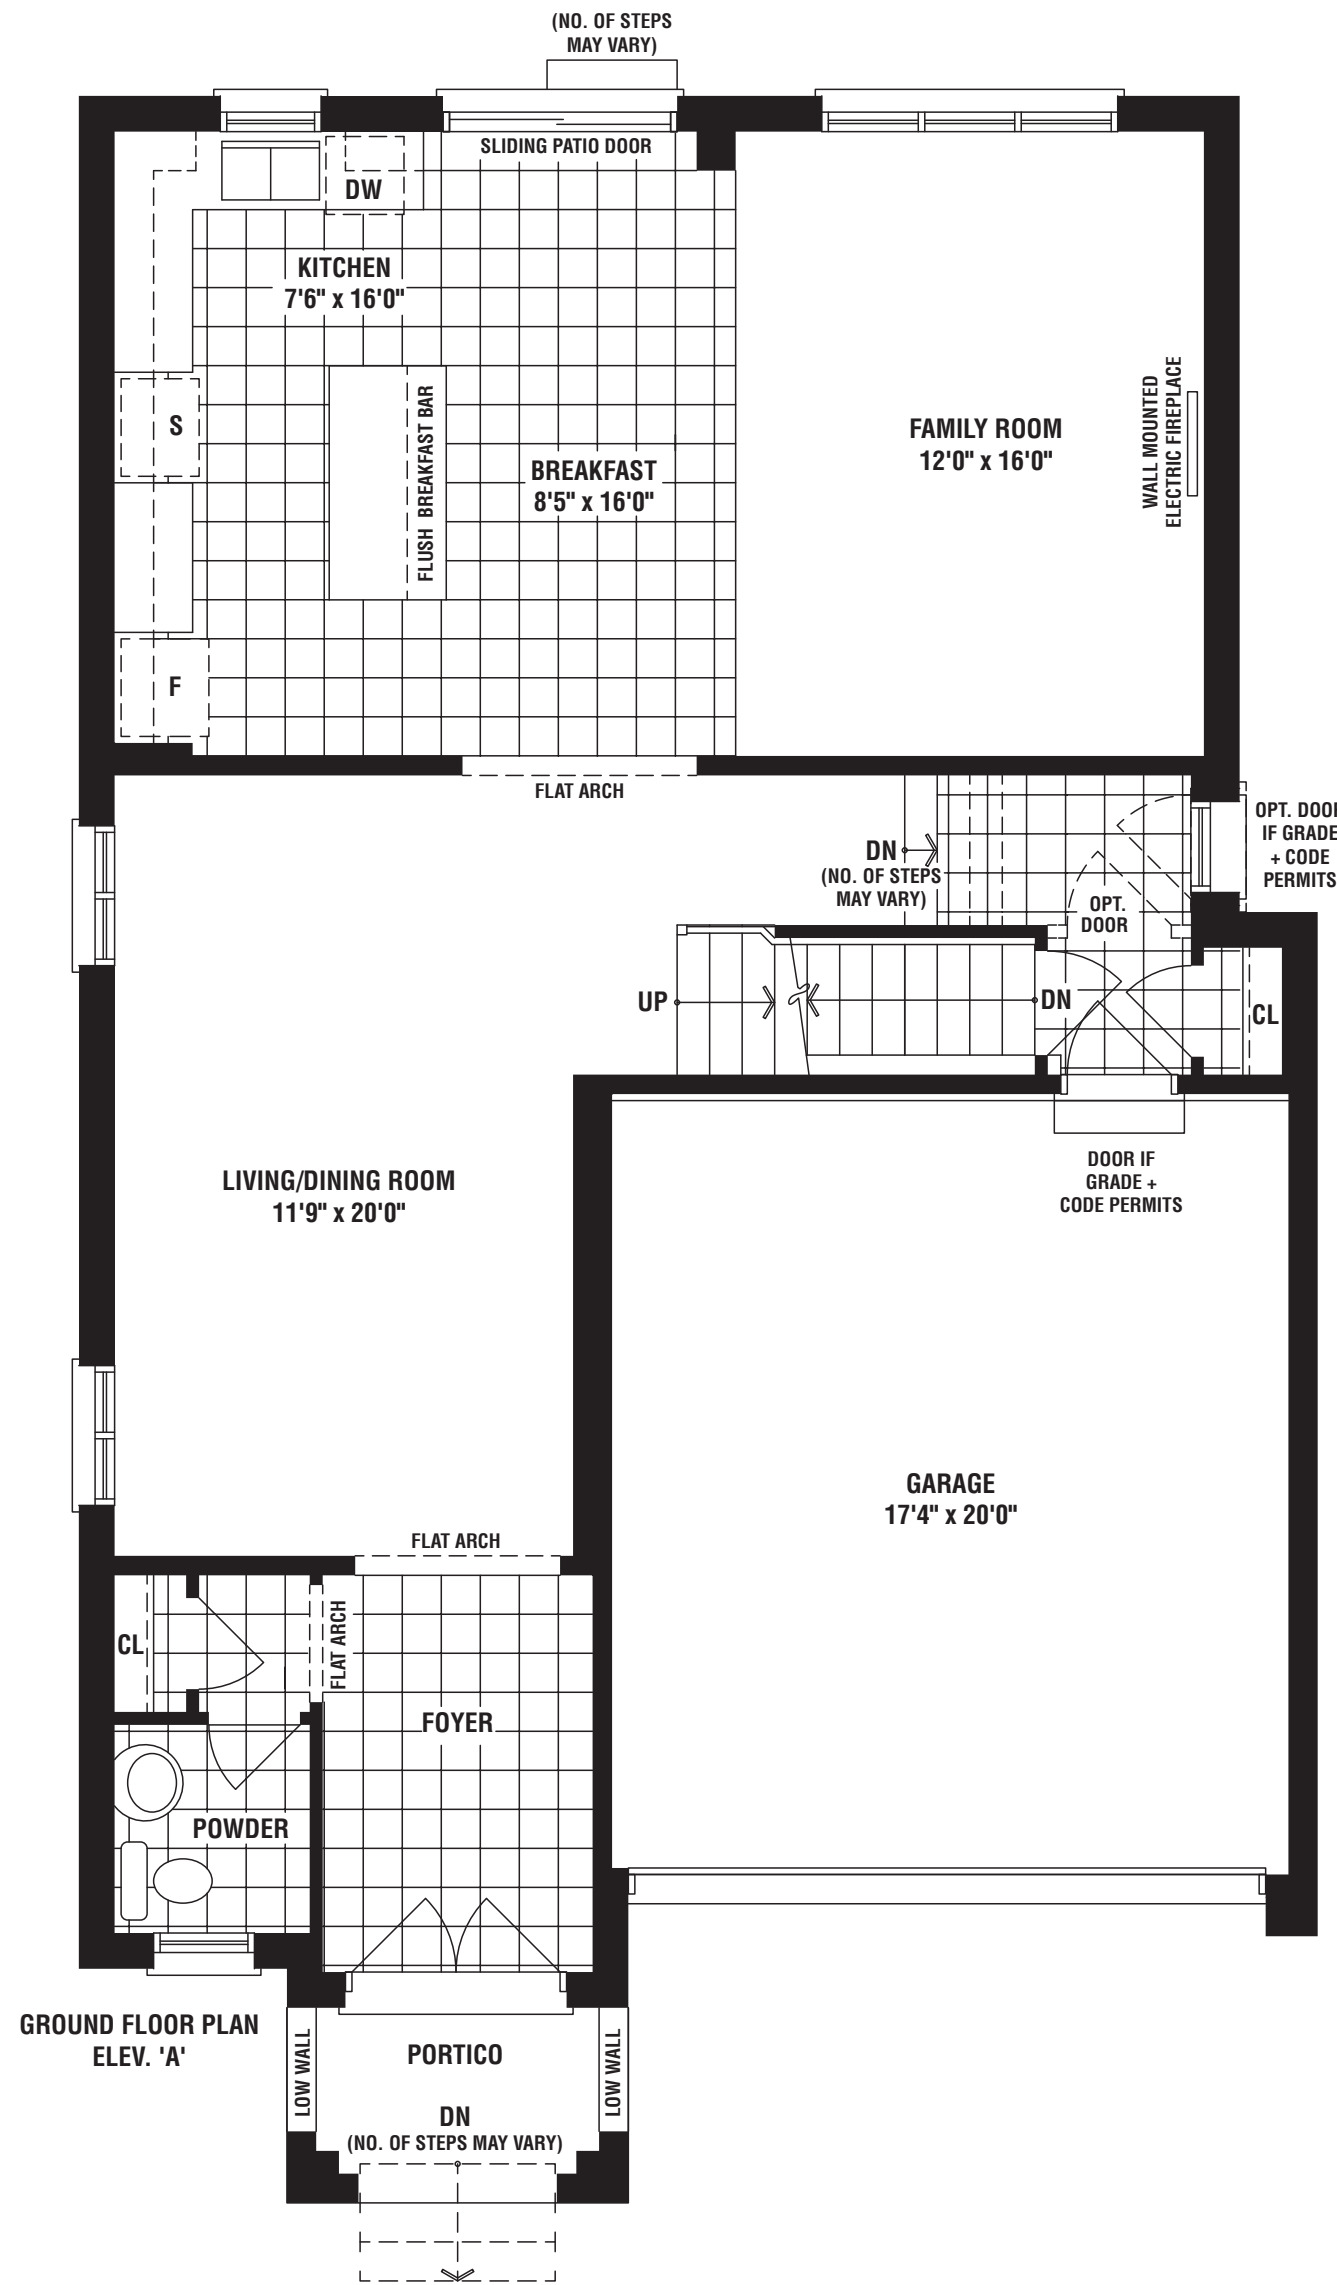 (NO. OF STEPS
MAY VARY)
SLIDING PATIO DOOR
DW
KITCHEN
7'6" x 16'0"
S
FLUSH BREAKFAST BAR
BREAKFAST
8'5" x 16'0"
FAMILY ROOM
12'0" x 16'0"
WALL MOUNTED
ELECTRIC FIREPLACE
F
FLAT ARCH
DN
(NO. OF STEPS
MAY VARY)
OPT. DOOR
IF GRADE
+ CODE
PERMITS
OPT.
DOOR
UP
DN
CL
DOOR IF
GRADE +
CODE PERMITS
LIVING/DINING ROOM
11'9" x 20'0"
GARAGE
17'4" x 20'0"
FLAT ARCH
CL
FLAT ARCH
FOYER
POWDER
GROUND FLOOR PLAN
ELEV. 'A'
LOW WALL
PORTICO
LOW WALL
DN
(NO. OF STEPS MAY VARY)